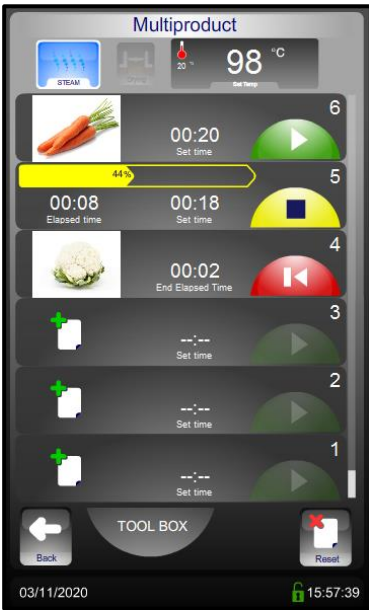 Multiproduct
STEAM
20 °
98 °C
Set Temp
6
00:20
Set time
44%
5
00:08
00:18
Elapsed time
Set time
4
00:02
End Elapsed Time
3
--:--
Set time
2
--:--
Set time
1
--:--
Set time
TOOL BOX
Back
Reset
03/11/2020
15:57:39